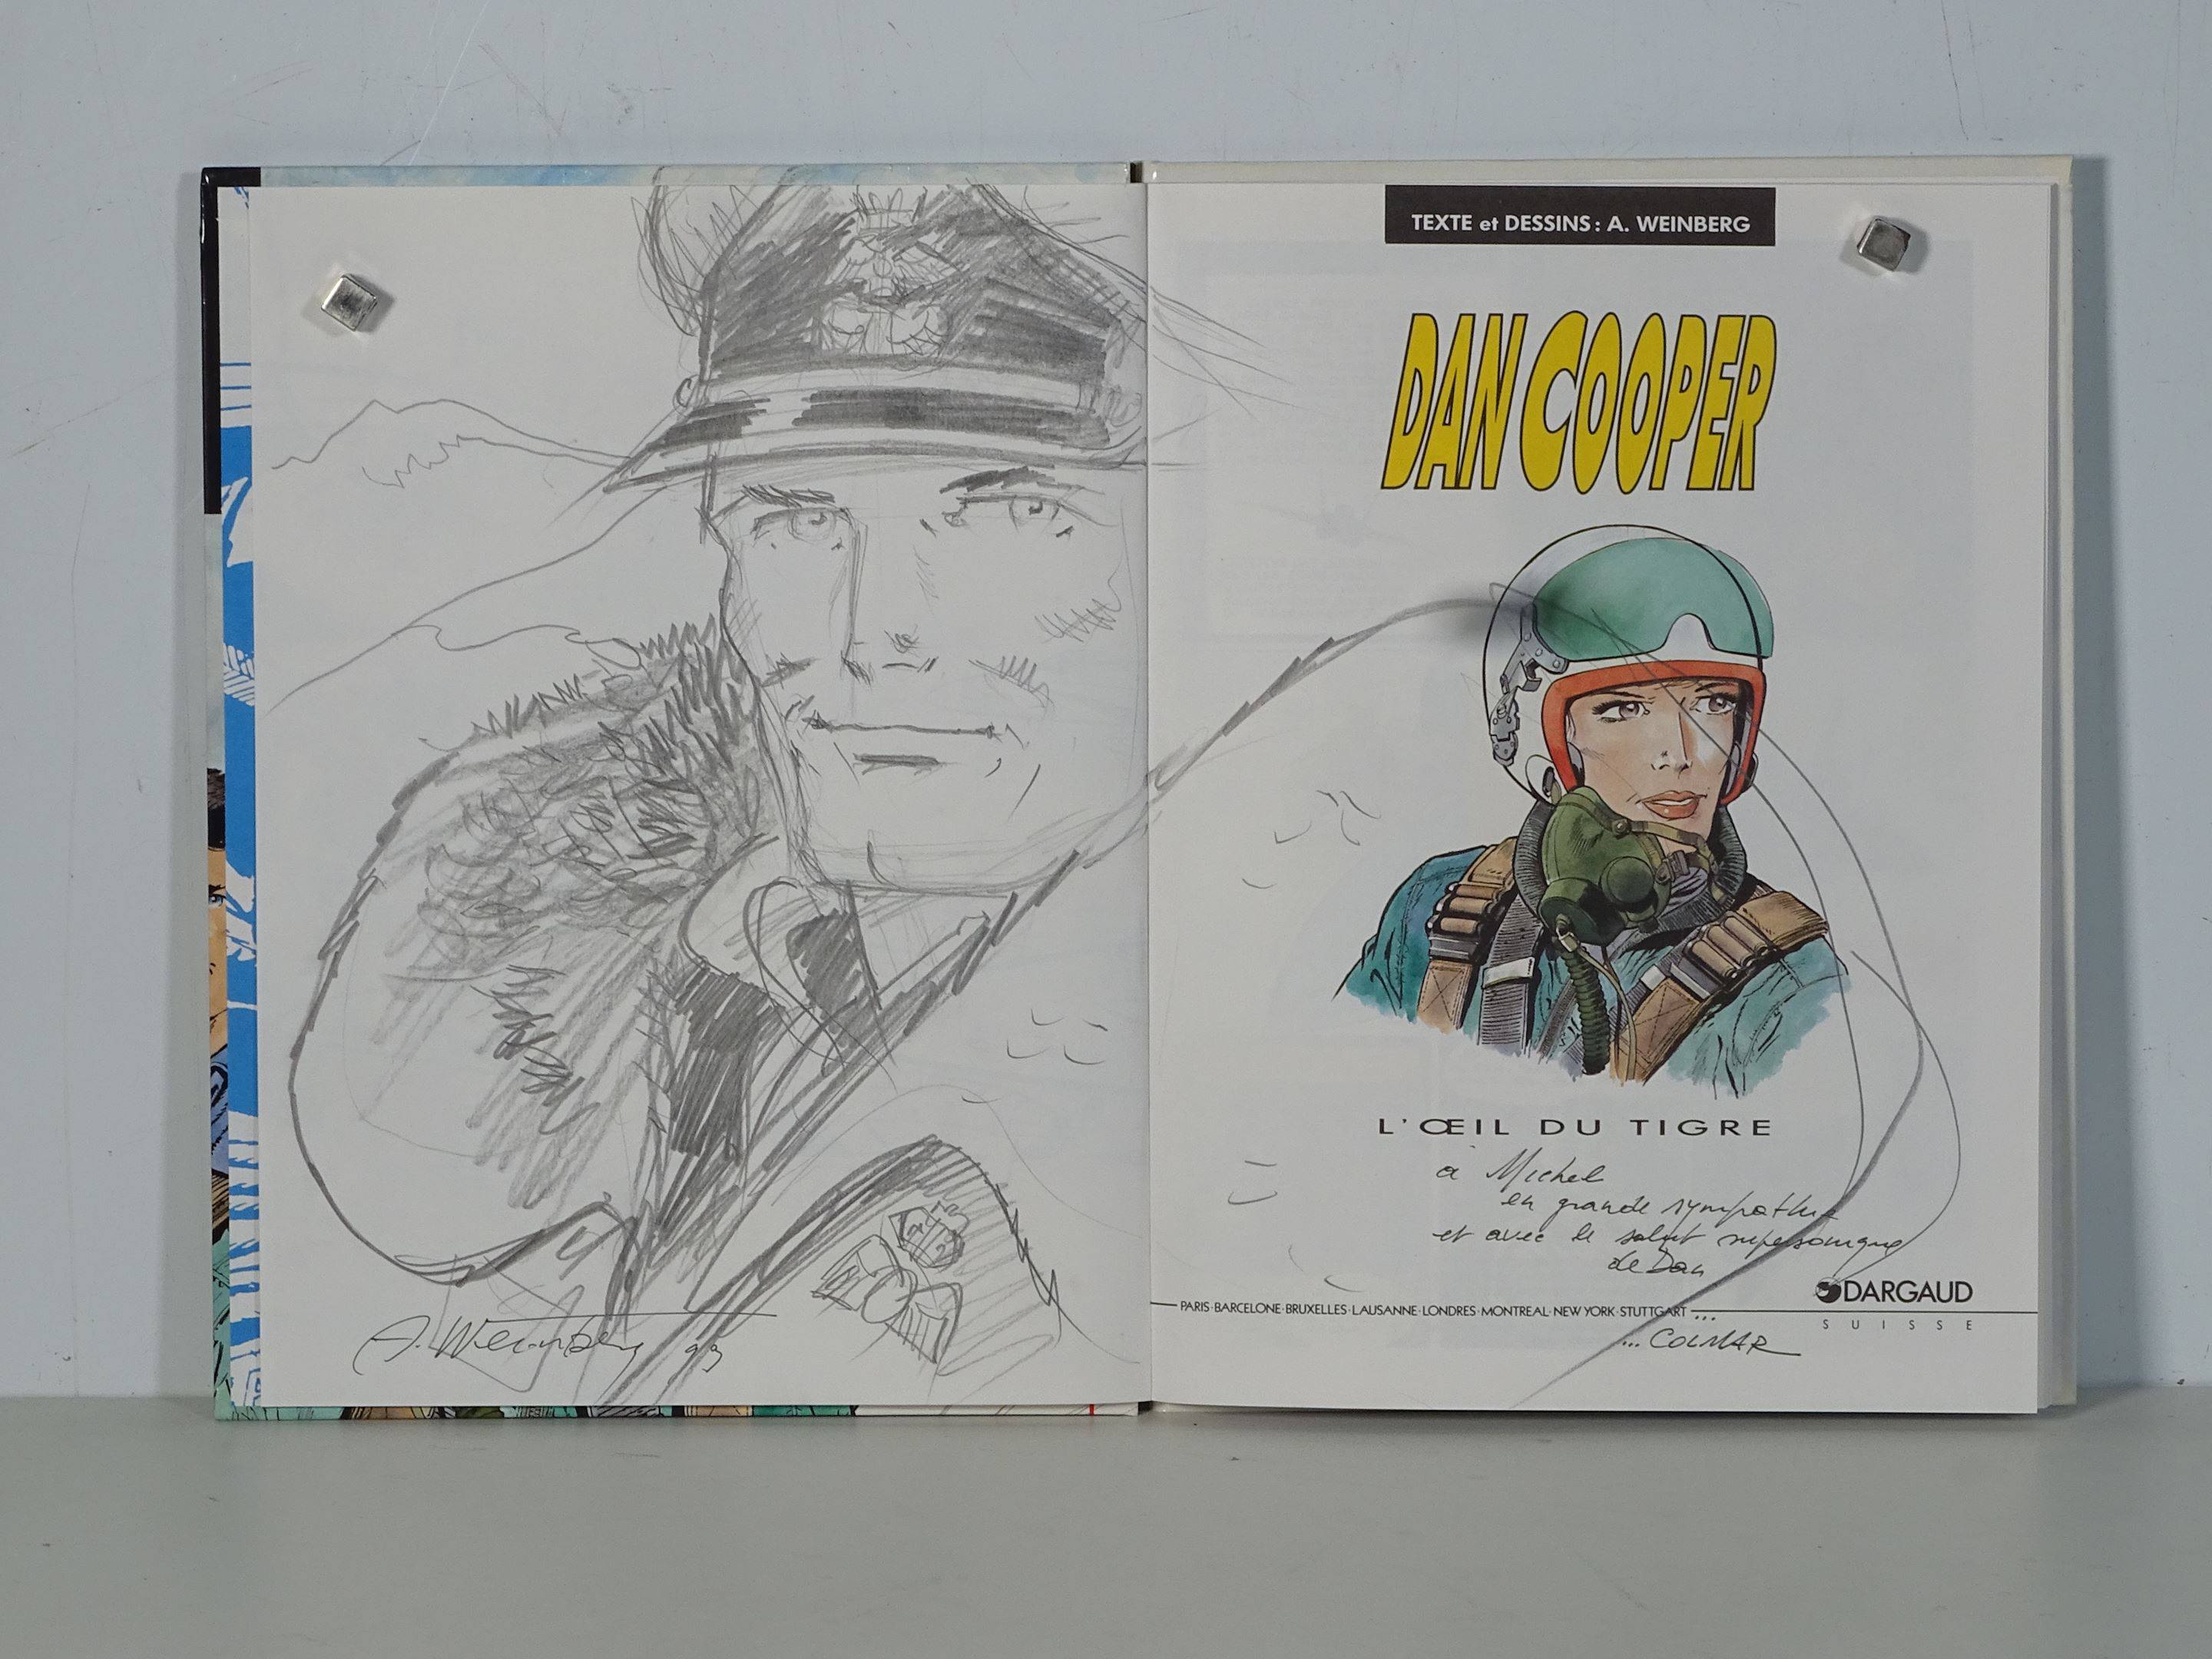 TEXTE et DESSINS : A. WEINBERG
DAN COOPER
L'ŒIL DU TIGRE
à Michel
en grande sympathie
et avec le salut supersonique
de Dan
DARGAUD
SUISSE
PARIS·BARCELONE·BRUXELLES·LAUSANNE·LONDRES·MONTREAL·NEW YORK·STUTTGART ...
... COLMAR
A. Weinberg 93